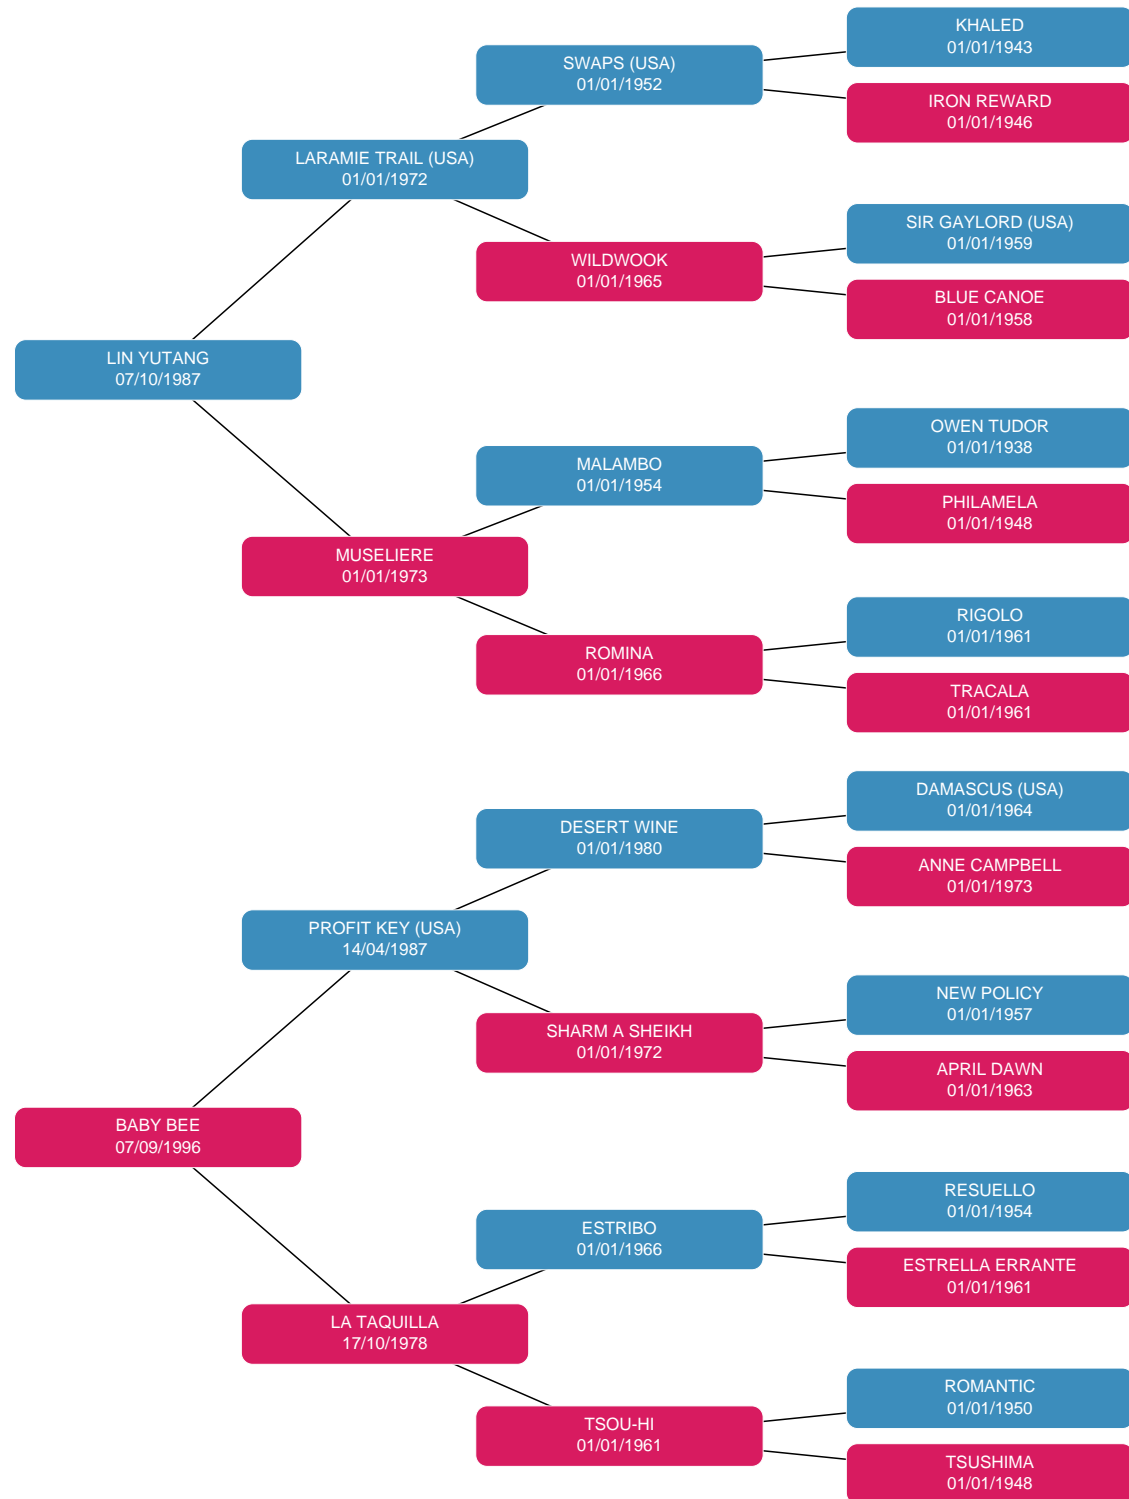 KHALED
01/01/1943
SWAPS (USA)
01/01/1952
IRON REWARD
01/01/1946
LARAMIE TRAIL (USA)
01/01/1972
SIR GAYLORD (USA)
01/01/1959
WILDWOOK
01/01/1965
BLUE CANOE
01/01/1958
LIN YUTANG
07/10/1987
OWEN TUDOR
01/01/1938
MALAMBO
01/01/1954
PHILAMELA
01/01/1948
MUSELIERE
01/01/1973
RIGOLO
01/01/1961
ROMINA
01/01/1966
TRACALA
01/01/1961
DAMASCUS (USA)
01/01/1964
DESERT WINE
01/01/1980
ANNE CAMPBELL
01/01/1973
PROFIT KEY (USA)
14/04/1987
NEW POLICY
01/01/1957
SHARM A SHEIKH
01/01/1972
APRIL DAWN
01/01/1963
BABY BEE
07/09/1996
RESUELLO
01/01/1954
ESTRIBO
01/01/1966
ESTRELLA ERRANTE
01/01/1961
LA TAQUILLA
17/10/1978
ROMANTIC
01/01/1950
TSOU-HI
01/01/1961
TSUSHIMA
01/01/1948